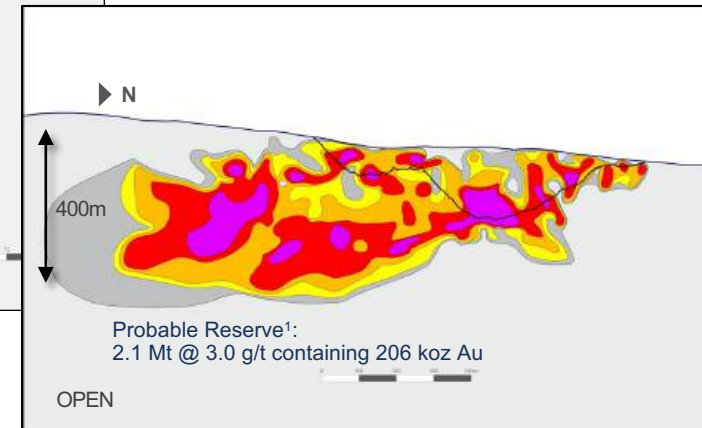 N
400m
Probable Reserve¹:
2.1 Mt @ 3.0 g/t containing 206 koz Au
OPEN